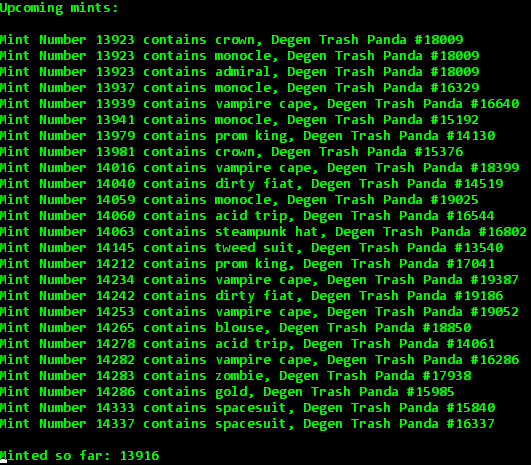 Upcoming mints:
Mint Number 13923 contains crown, Degen Trash Panda #18009
Mint Number 13923 contains monocle, Degen Trash Panda #18009
Mint Number 13923 contains admiral, Degen Trash Panda #18009
Mint Number 13937 contains monocle, Degen Trash Panda #16329
Mint Number 13939 contains vampire cape, Degen Trash Panda #16640
Mint Number 13941 contains monocle, Degen Trash Panda #15192
Mint Number 13979 contains prom king, Degen Trash Panda #14130
Mint Number 13981 contains crown, Degen Trash Panda #15376
Mint Number 14016 contains vampire cape, Degen Trash Panda #18399
Mint Number 14040 contains dirty fiat, Degen Trash Panda #14519
Mint Number 14059 contains monocle, Degen Trash Panda #19025
Mint Number 14060 contains acid trip, Degen Trash Panda #16544
Mint Number 14063 contains steampunk hat, Degen Trash Panda #16802
Mint Number 14145 contains tweed suit, Degen Trash Panda #13540
Mint Number 14212 contains prom king, Degen Trash Panda #17041
Mint Number 14234 contains vampire cape, Degen Trash Panda #19387
Mint Number 14242 contains dirty fiat, Degen Trash Panda #19186
Mint Number 14253 contains vampire cape, Degen Trash Panda #19052
Mint Number 14265 contains blouse, Degen Trash Panda #18850
Mint Number 14278 contains acid trip, Degen Trash Panda #14061
Mint Number 14282 contains vampire cape, Degen Trash Panda #16286
Mint Number 14283 contains zombie, Degen Trash Panda #17938
Mint Number 14286 contains gold, Degen Trash Panda #15985
Mint Number 14333 contains spacesuit, Degen Trash Panda #15840
Mint Number 14337 contains spacesuit, Degen Trash Panda #16337
Minted so far: 13916